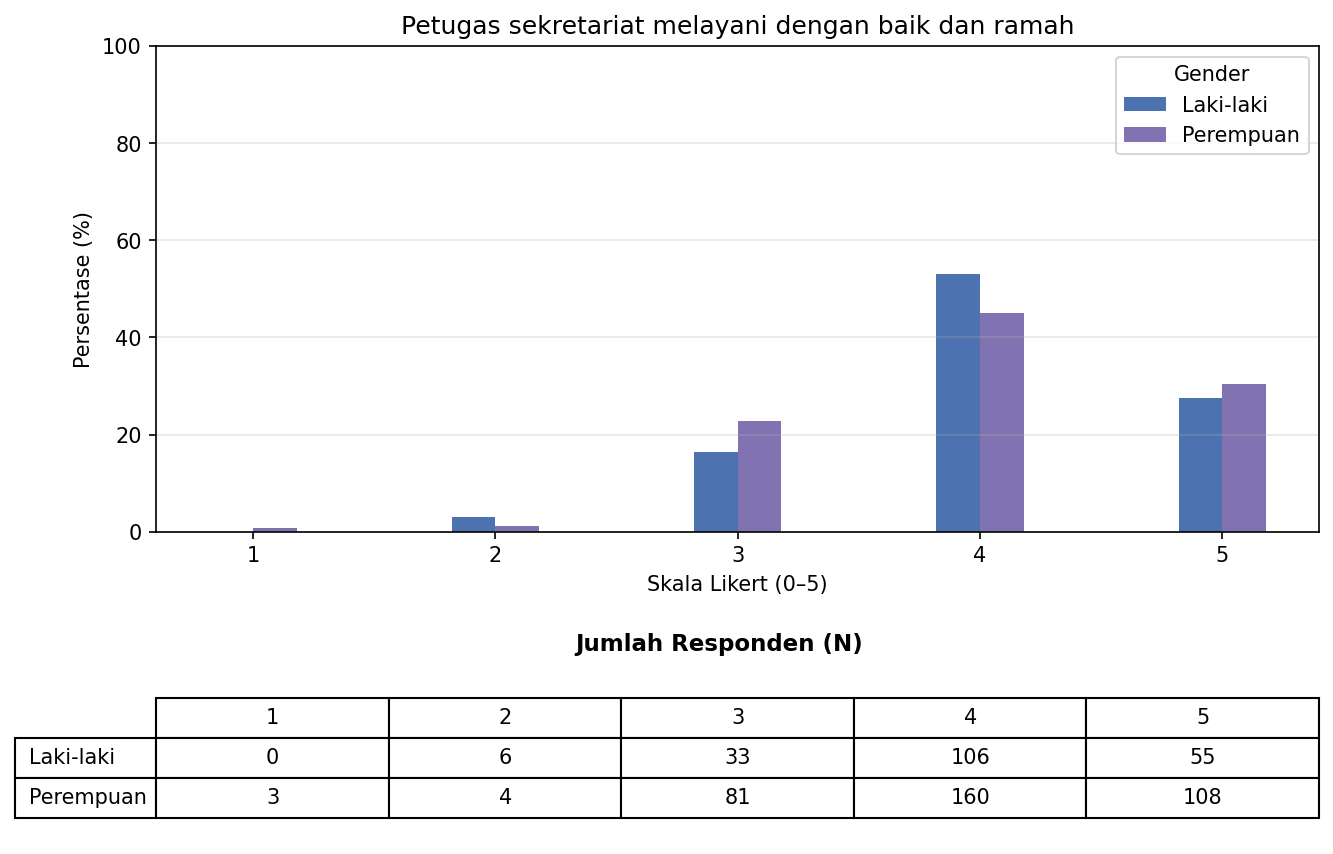 Petugas sekretariat melayani dengan baik dan ramah
100
80
60
40
20
0
Persentase (%)
Gender
Laki-laki
Perempuan
1 2 3 4 5
Skala Likert (0–5)
Jumlah Responden (N)
1 2 3 4 5
Laki-laki 0 6 33 106 55
Perempuan 3 4 81 160 108